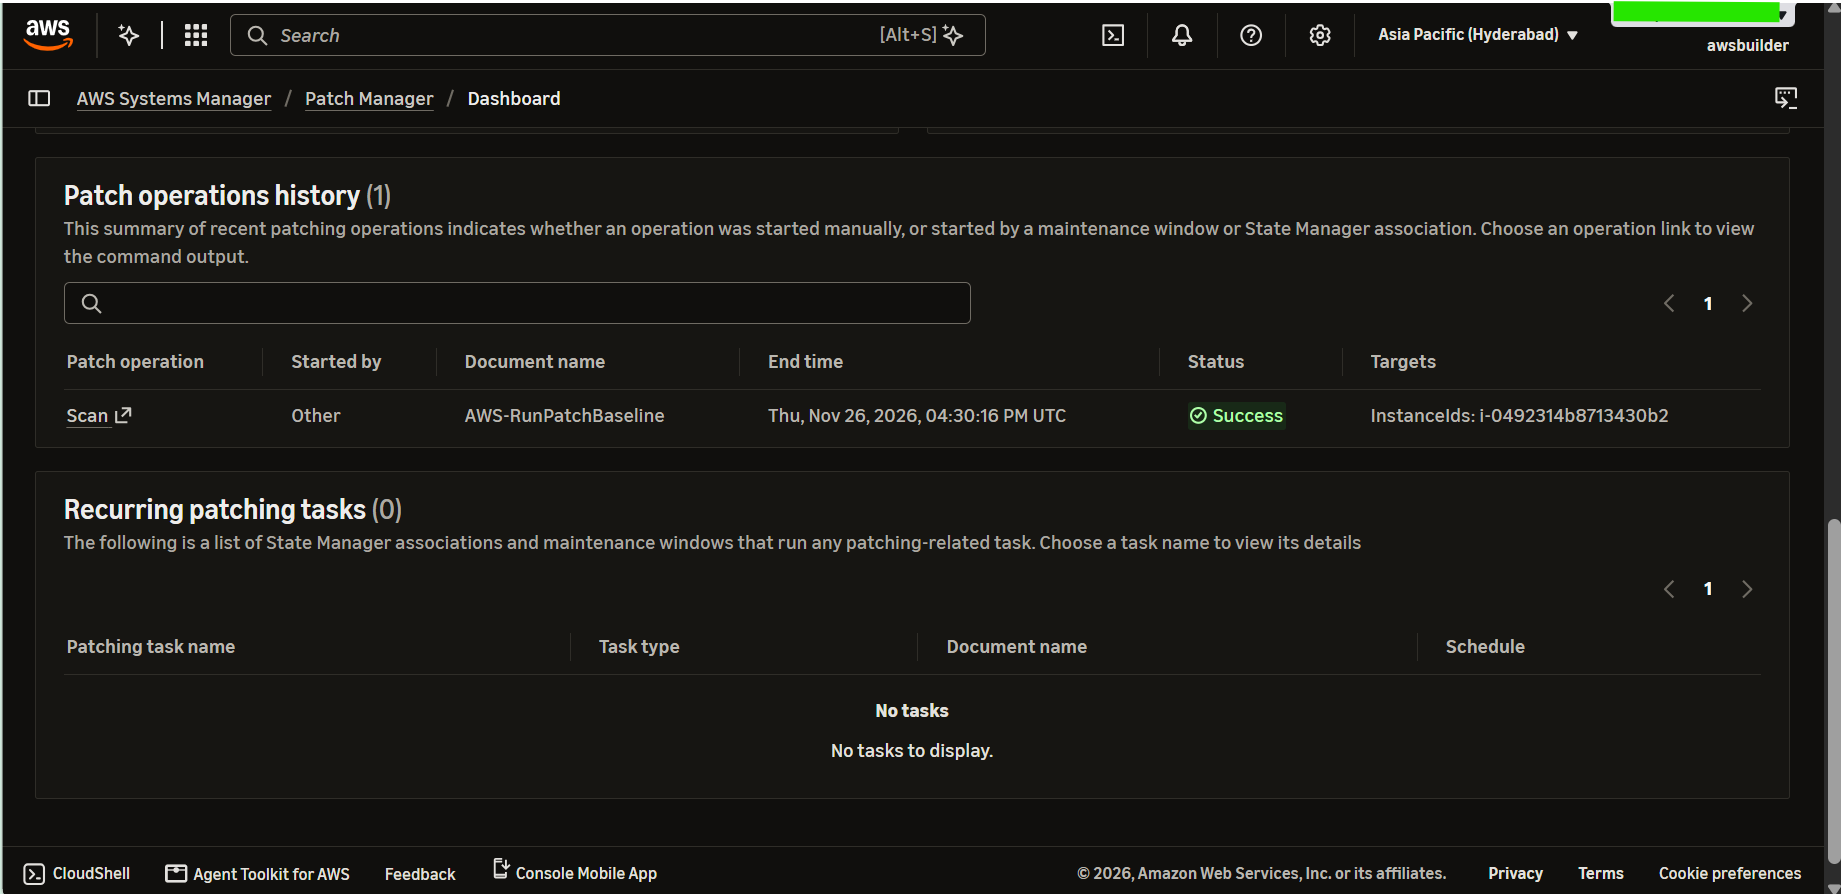 aws
Search [Alt+S]
Asia Pacific (Hyderabad) ▼
awsbuilder
AWS Systems Manager / Patch Manager / Dashboard
Patch operations history (1)
This summary of recent patching operations indicates whether an operation was started manually, or started by a maintenance window or State Manager association. Choose an operation link to view
the command output.
1
Patch operation Started by Document name End time Status Targets
Scan Other AWS-RunPatchBaseline Thu, Nov 26, 2026, 04:30:16 PM UTC Success InstanceIds: i-0492314b8713430b2
Recurring patching tasks (0)
The following is a list of State Manager associations and maintenance windows that run any patching-related task. Choose a task name to view its details
1
Patching task name Task type Document name Schedule
No tasks
No tasks to display.
CloudShell Agent Toolkit for AWS Feedback Console Mobile App © 2026, Amazon Web Services, Inc. or its affiliates. Privacy Terms Cookie preferences